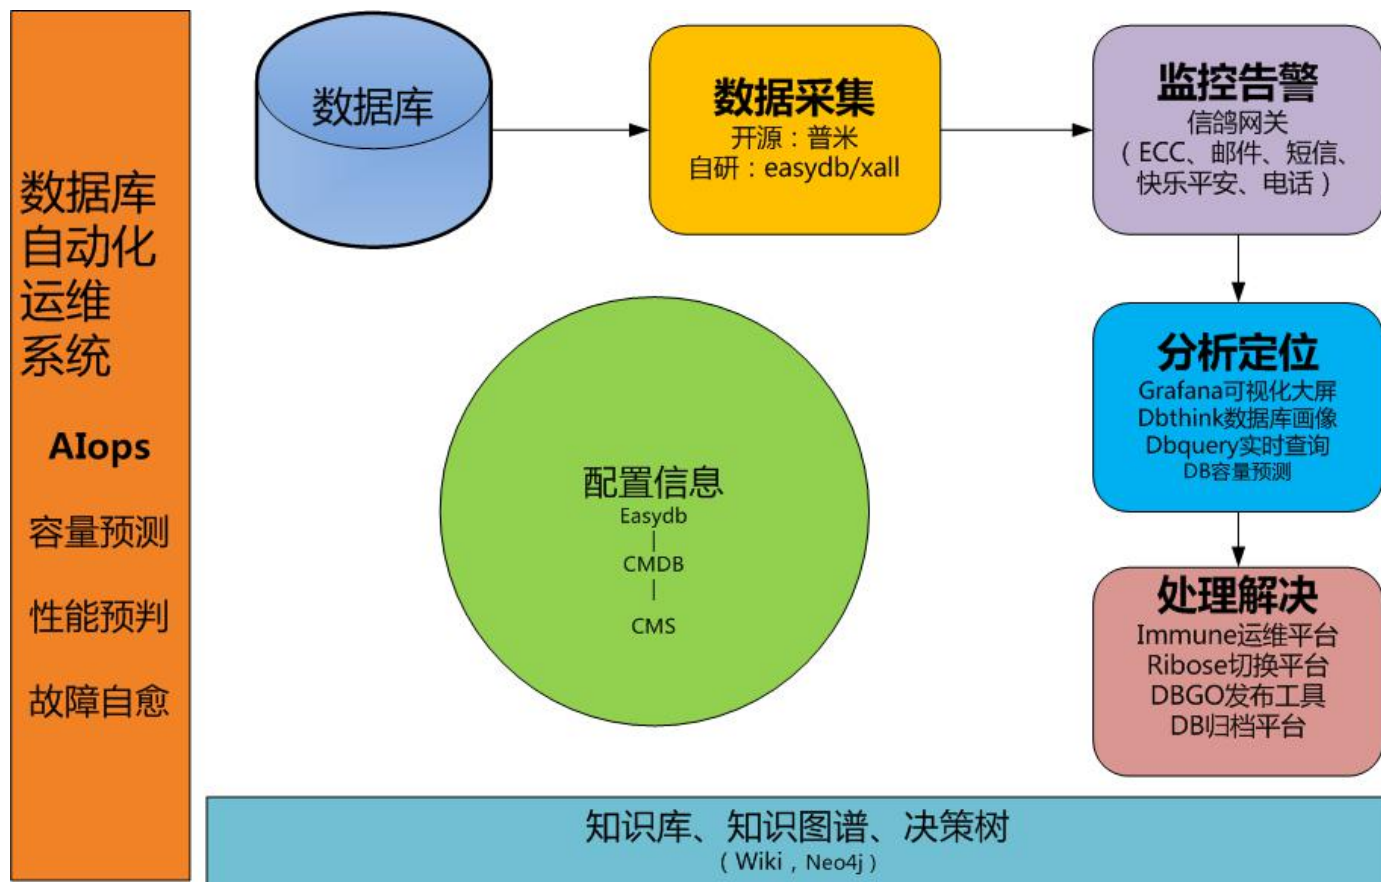 数据库
自动化
运维
系统
AIops
容量预测
性能预判
故障自愈
数据库
数据采集
开源：普米
自研：easydb/xall
监控告警
信鸽网关
（ECC、邮件、短信、
快乐平安、电话）
分析定位
Grafana可视化大屏
Dbthink数据库画像
Dbquery实时查询
DB容量预测
配置信息
Easydb
|
CMDB
|
CMS
处理解决
Immune运维平台
Ribose切换平台
DBGO发布工具
DB归档平台
知识库、知识图谱、决策树
（Wiki，Neo4j）